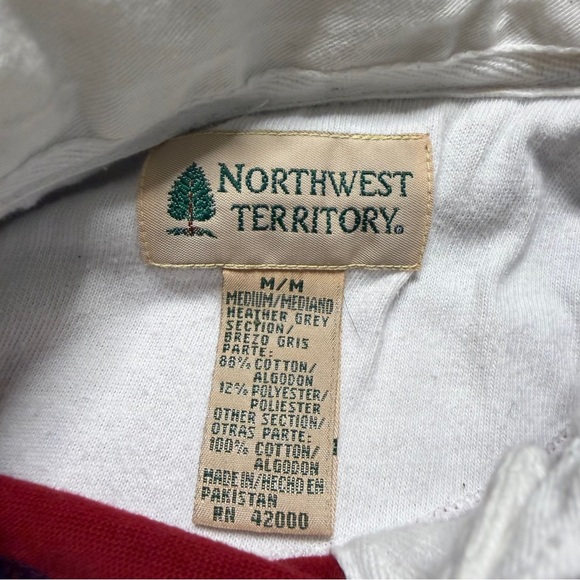 NORTHWEST
TERRITORY®
M/M
MEDIUM/MEDIANO
HEATHER GREY
SECTION/
BREZO GRIS
PARTE:
88% COTTON/
ALGODON
12% POLYESTER/
POLIESTER
OTHER SECTION/
OTRAS PARTE:
100% COTTON/
ALGODON
MADE IN/HECHO EN
PAKISTAN
RN 42000